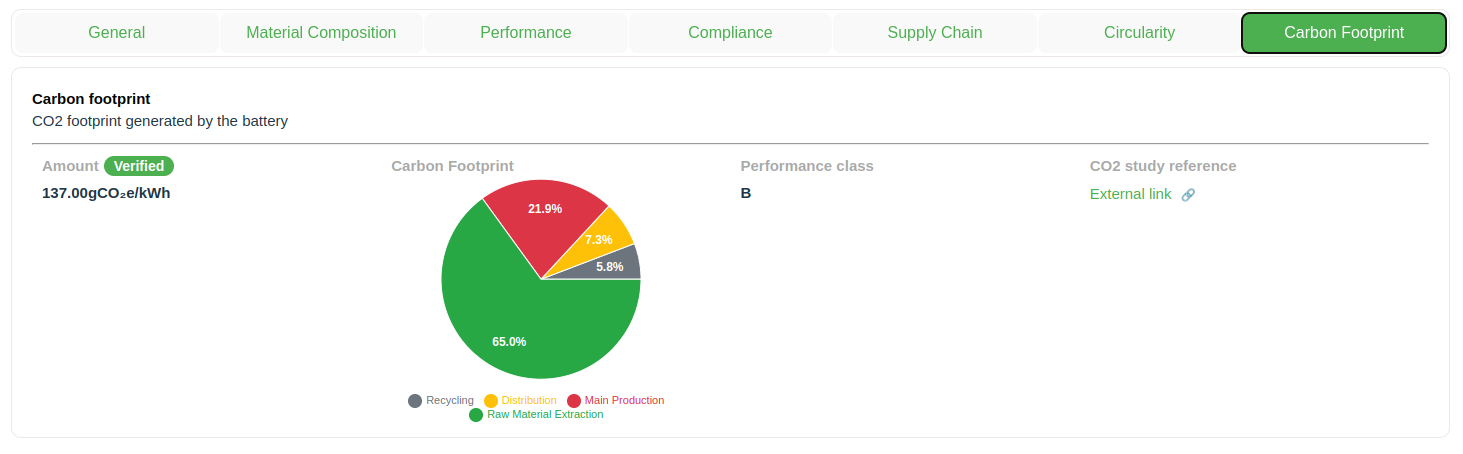 General Material Composition Performance Compliance Supply Chain Circularity Carbon Footprint
Carbon footprint
CO2 footprint generated by the battery
Amount Verified
137.00gCO₂e/kWh
Carbon Footprint
21.9%
7.3%
5.8%
65.0%
Recycling Distribution Main Production
Raw Material Extraction
Performance class
B
CO2 study reference
External link